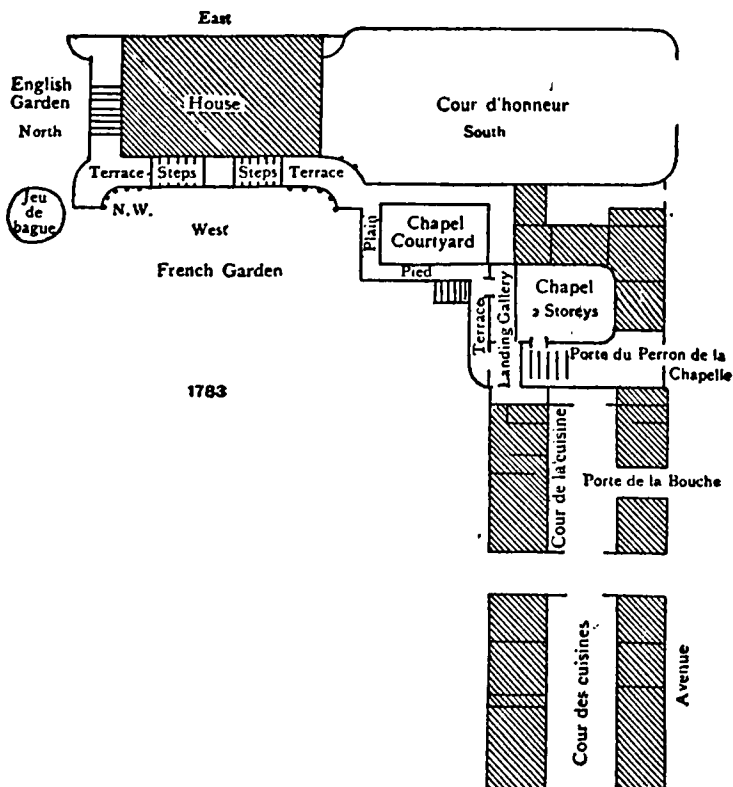 East
English
Garden
North
House
Cour d'honneur
South
Terrace
Steps
Steps
Terrace
Jeu
de
bague
N.W.
West
French Garden
Plain
Chapel
Courtyard
Pied
Terrace
Landing Gallery
Chapel
2 Storeys
Porte du Perron de la
Chapelle
1783
Cour de la cuisine
Porte de la Bouche
Cour des cuisines
Avenue